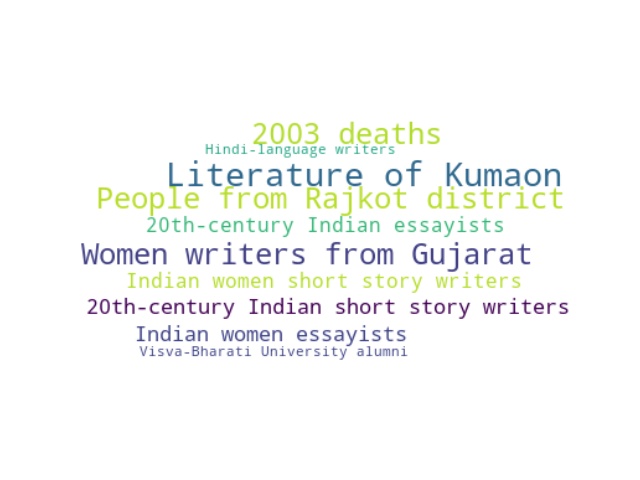 2003 deaths
Hindi-language writers
Literature of Kumaon
People from Rajkot district
20th-century Indian essayists
Women writers from Gujarat
Indian women short story writers
20th-century Indian short story writers
Indian women essayists
Visva-Bharati University alumni